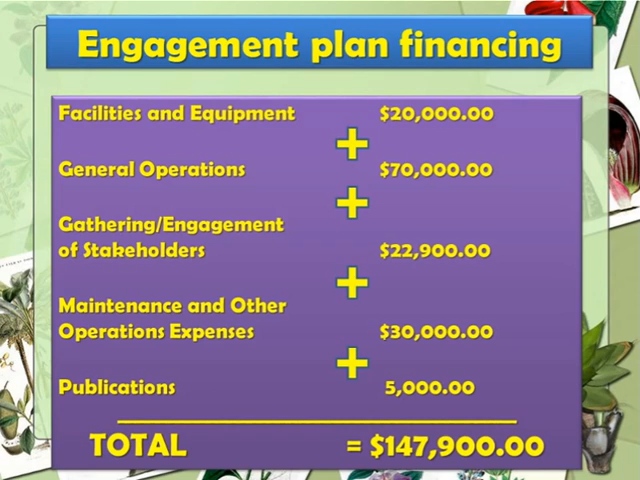 Engagement plan financing
Facilities and Equipment $20,000.00
+
General Operations $70,000.00
+
Gathering/Engagement
of Stakeholders $22,900.00
+
Maintenance and Other
Operations Expenses $30,000.00
+
Publications 5,000.00
TOTAL = $147,900.00